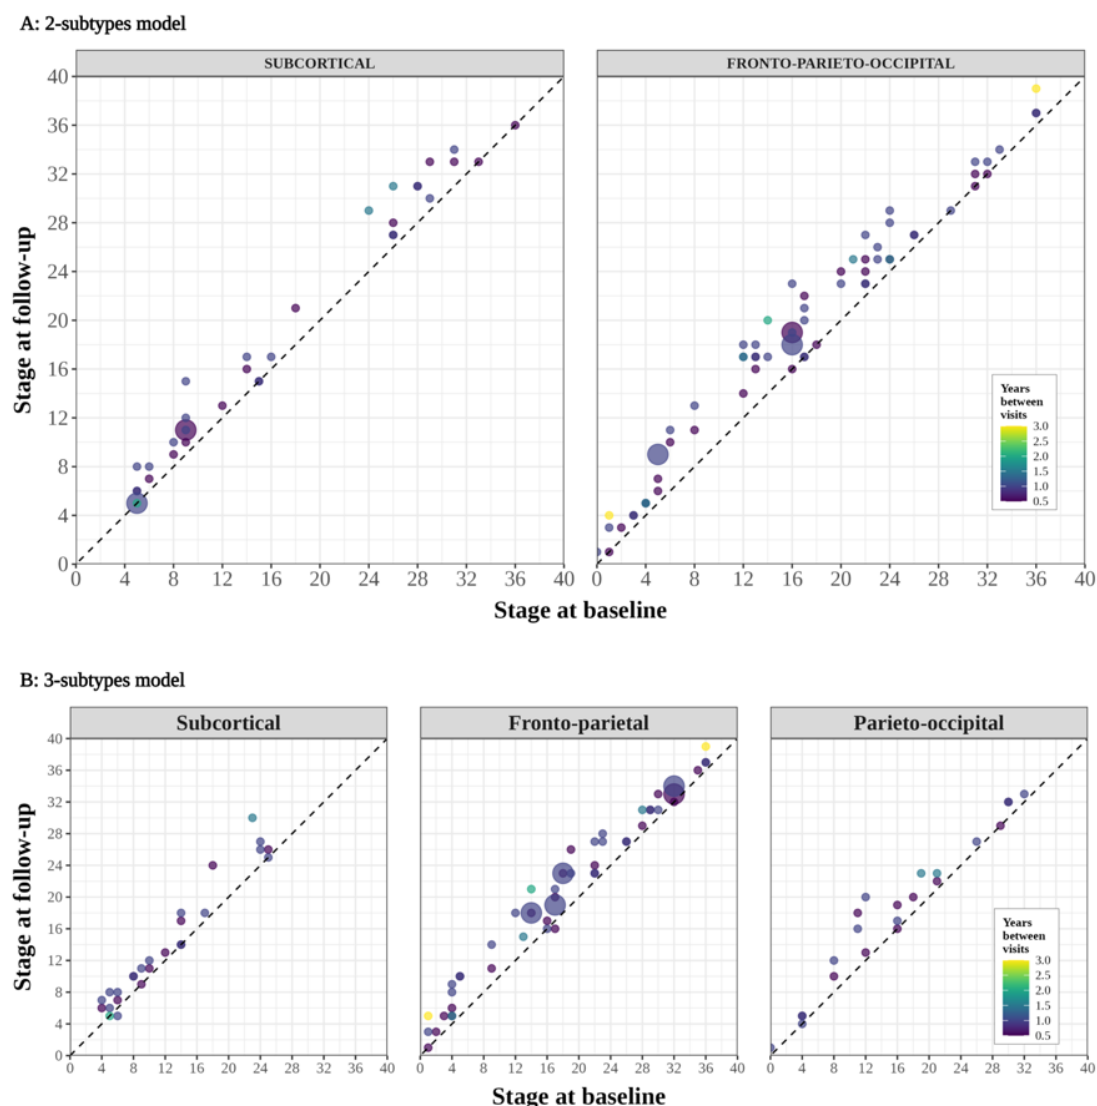 A: 2-subtypes model
SUBCORTICAL
FRONTO-PARIETO-OCCIPITAL
Stage at follow-up
40
36
32
28
24
20
16
12
8
4
0
0 4 8 12 16 20 24 28 32 36 40
0 4 8 12 16 20 24 28 32 36 40
Years
between
visits
3.0
2.5
2.0
1.5
1.0
0.5
Stage at baseline
B: 3-subtypes model
Subcortical
Fronto-parietal
Parieto-occipital
Stage at follow-up
40
36
32
28
24
20
16
12
8
4
0
0 4 8 12 16 20 24 28 32 36 40
0 4 8 12 16 20 24 28 32 36 40
0 4 8 12 16 20 24 28 32 36 40
Years
between
visits
3.0
2.5
2.0
1.5
1.0
0.5
Stage at baseline